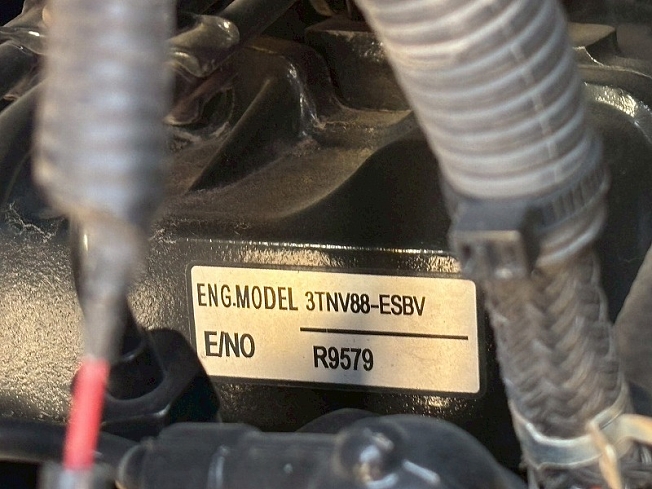 ENG.MODEL 3TNV88-ESBV
E/NO R9579